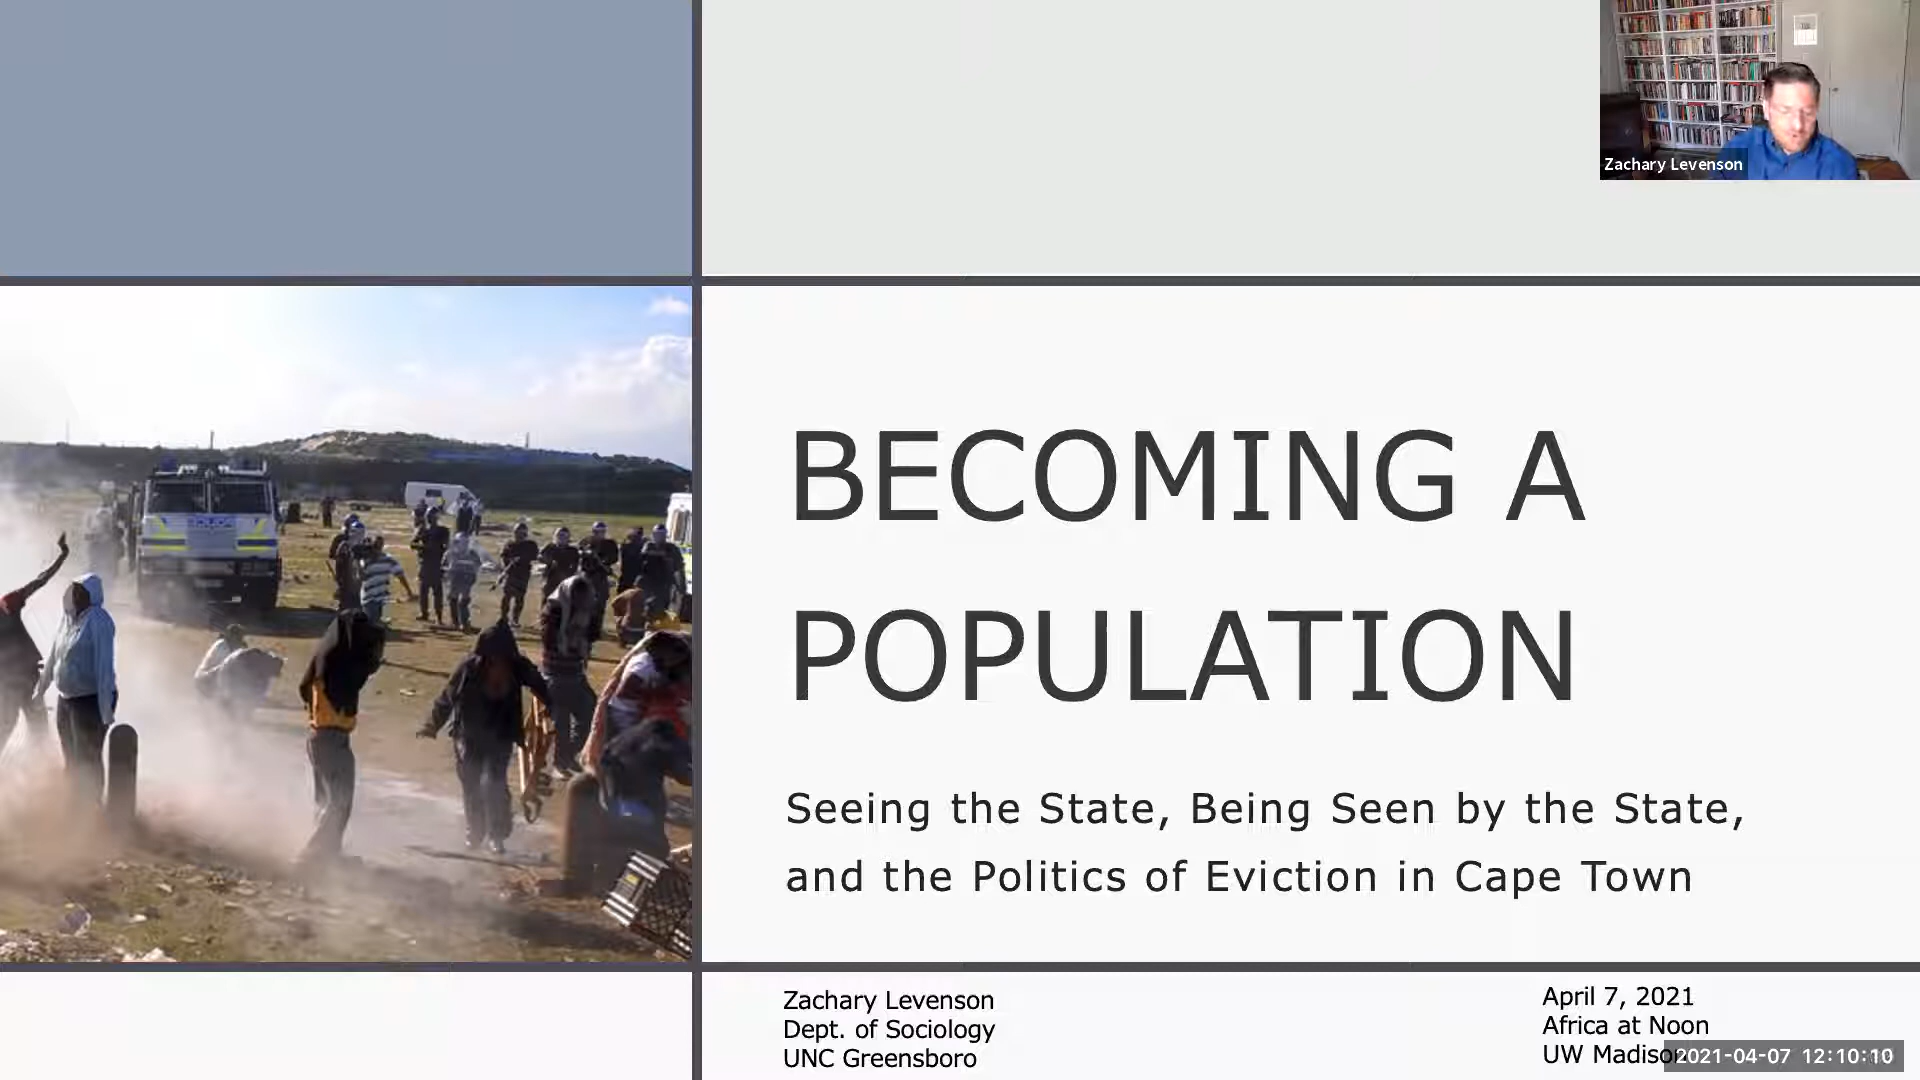 Zachary Levenson
POLICE
BECOMING A
POPULATION
Seeing the State, Being Seen by the State,
and the Politics of Eviction in Cape Town
Zachary Levenson
Dept. of Sociology
UNC Greensboro
April 7, 2021
Africa at Noon
UW Madison
2021-04-07 12:10:10